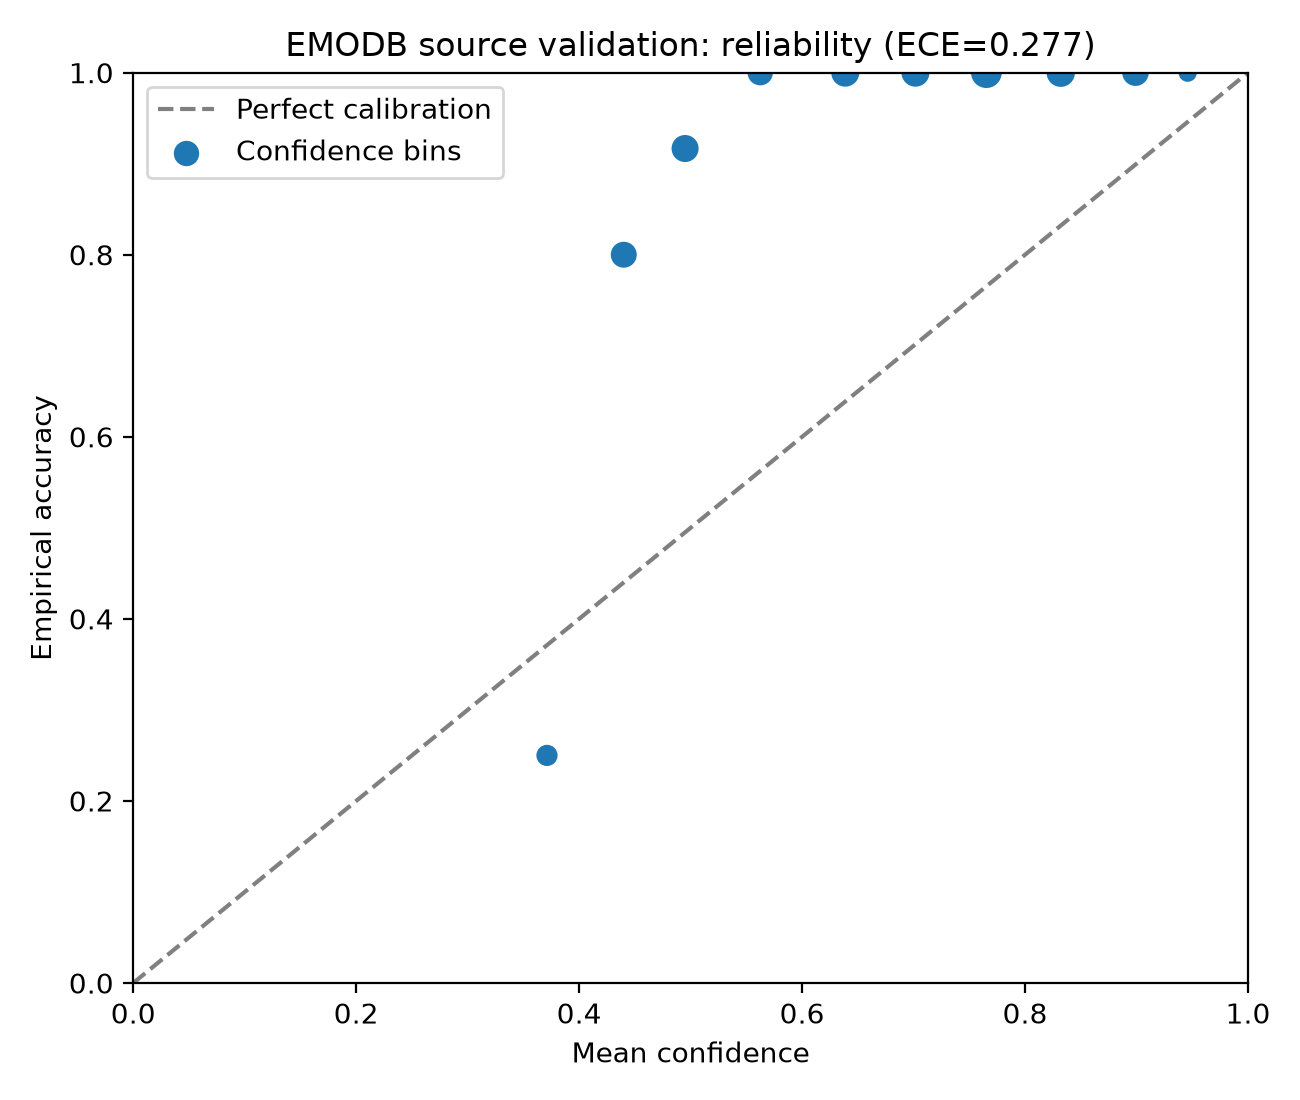 EMODB source validation: reliability (ECE=0.277)
Perfect calibration
Confidence bins
1.0
0.8
0.6
0.4
0.2
0.0
Empirical accuracy
0.0 0.2 0.4 0.6 0.8 1.0
Mean confidence